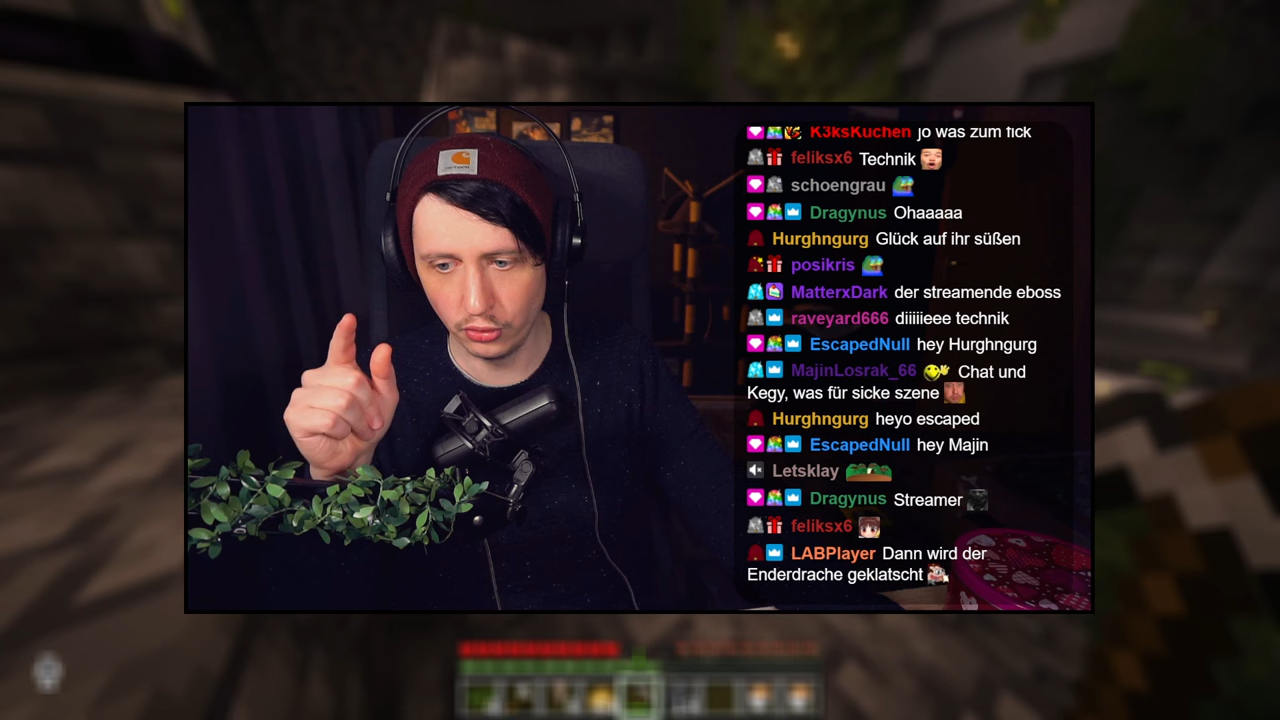 K3ksKuchen jo was zum fick
feliksx6 Technik
schoengrau
Dragynus Ohaaaaa
Hurghngurg Glück auf ihr süßen
posikris
MatterxDark der streamende eboss
raveyard666 diiiiieee technik
EscapedNull hey Hurghngurg
MajinLosrak_66 Chat und
Kegy, was für sicke szene
Hurghngurg heyo escaped
EscapedNull hey Majin
Letsklay
Dragynus Streamer
feliksx6
LABPlayer Dann wird der
Enderdrache geklatscht